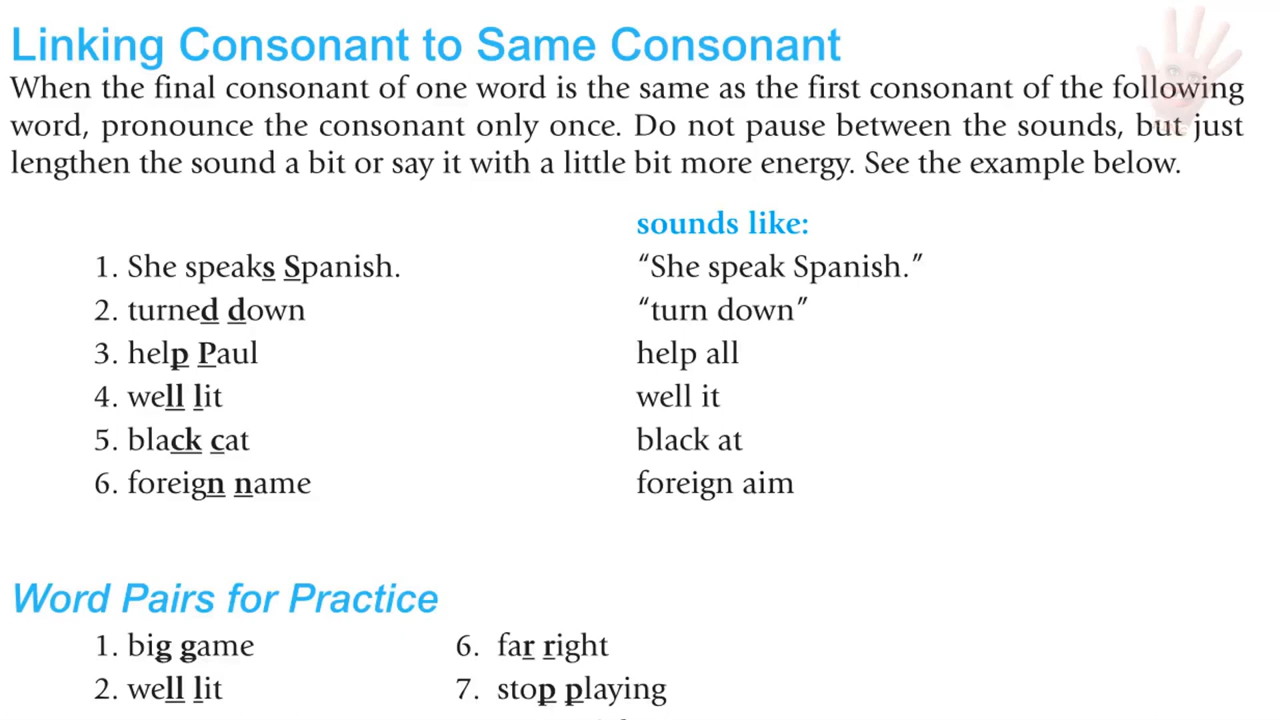 Linking Consonant to Same Consonant
When the final consonant of one word is the same as the first consonant of the following
word, pronounce the consonant only once. Do not pause between the sounds, but just
lengthen the sound a bit or say it with a little bit more energy. See the example below.
sounds like:
1. She speaks Spanish. “She speak Spanish.”
2. turned down “turn down”
3. help Paul help all
4. well lit well it
5. black cat black at
6. foreign name foreign aim
Word Pairs for Practice
1. big game 6. far right
2. well lit 7. stop playing